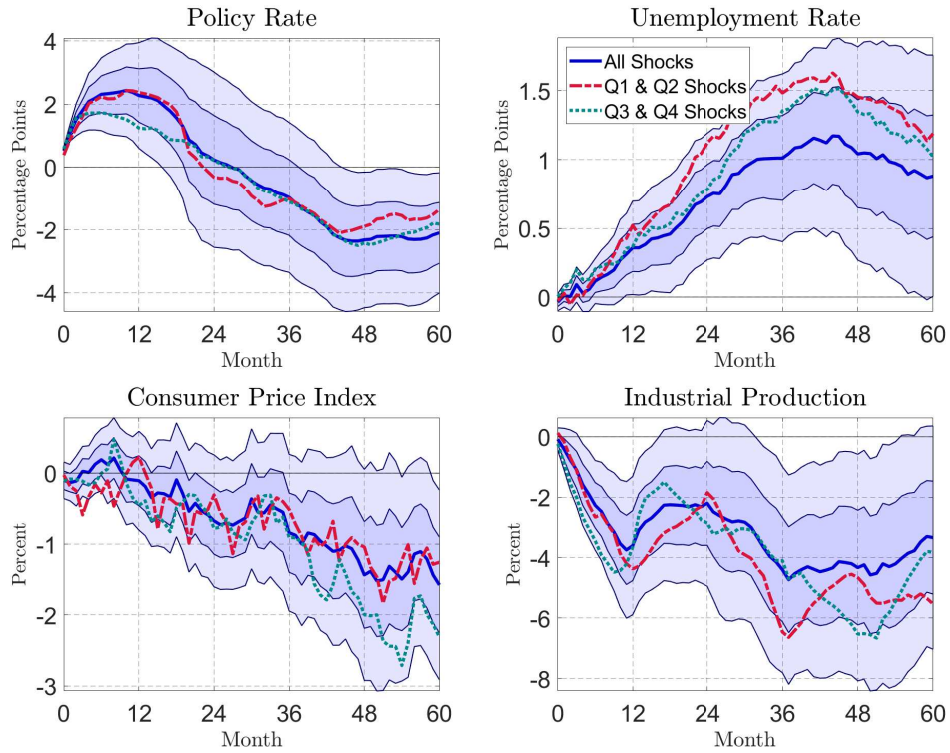 Policy Rate
Percentage Points
4
2
0
-2
-4
0 12 24 36 48 60
Month
Unemployment Rate
Percentage Points
All Shocks
Q1 & Q2 Shocks
Q3 & Q4 Shocks
1.5
1
0.5
0
0 12 24 36 48 60
Month
Consumer Price Index
Percent
0
-1
-2
-3
0 12 24 36 48 60
Month
Industrial Production
Percent
0
-2
-4
-6
-8
0 12 24 36 48 60
Month